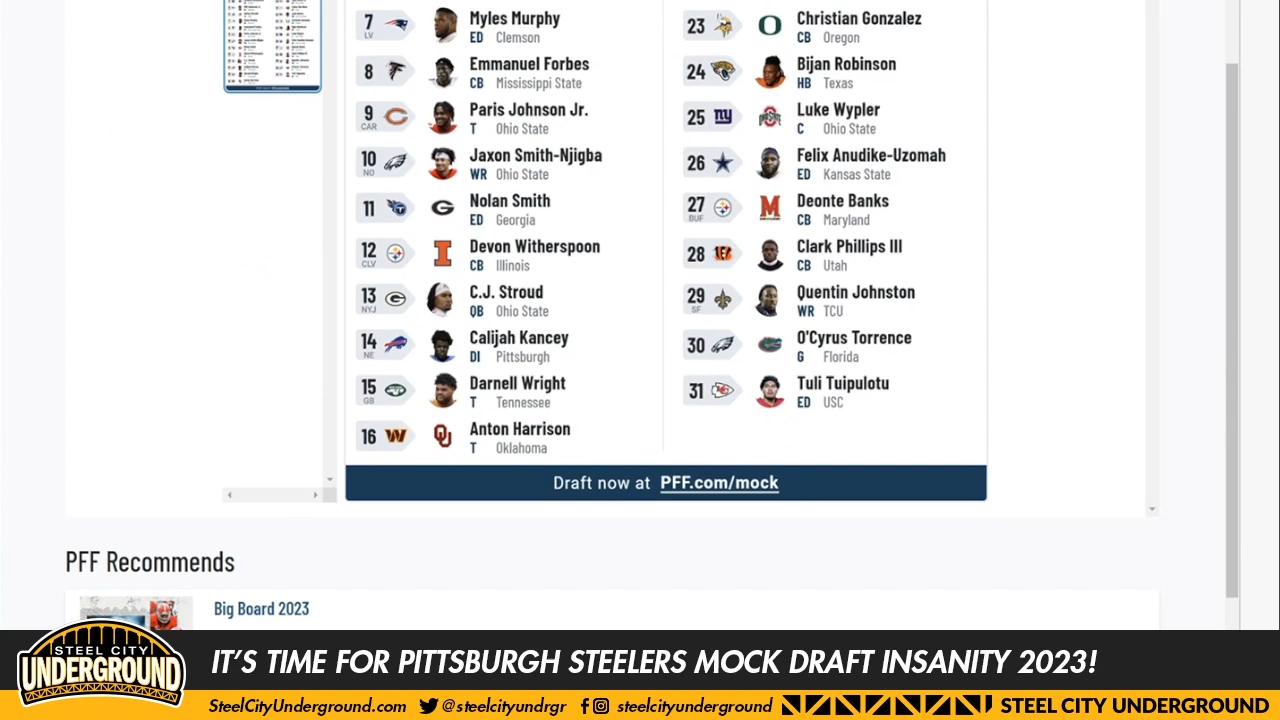 7
LV
Myles Murphy
ED Clemson
8
Emmanuel Forbes
CB Mississippi State
9
CAR
Paris Johnson Jr.
T Ohio State
10
NO
Jaxon Smith-Njigba
WR Ohio State
11
Nolan Smith
ED Georgia
12
CLV
Devon Witherspoon
CB Illinois
13
NYJ
C.J. Stroud
QB Ohio State
14
NE
Calijah Kancey
DI Pittsburgh
15
GB
Darnell Wright
T Tennessee
16
Anton Harrison
T Oklahoma
23
Christian Gonzalez
CB Oregon
24
Bijan Robinson
HB Texas
25
ny
Luke Wypler
C Ohio State
26
Felix Anudike-Uzomah
ED Kansas State
27
BUF
Deonte Banks
CB Maryland
28
Clark Phillips III
CB Utah
29
SF
Quentin Johnston
WR TCU
30
O'Cyrus Torrence
G Florida
31
Tuli Tuipulotu
ED USC
Draft now at PFF.com/mock
PFF Recommends
Big Board 2023
STEEL CITY
UNDERGROUND
IT'S TIME FOR PITTSBURGH STEELERS MOCK DRAFT INSANITY 2023!
SteelCityUnderground.com @steelcityundrgr steelcityunderground STEEL CITY UNDERGROUND